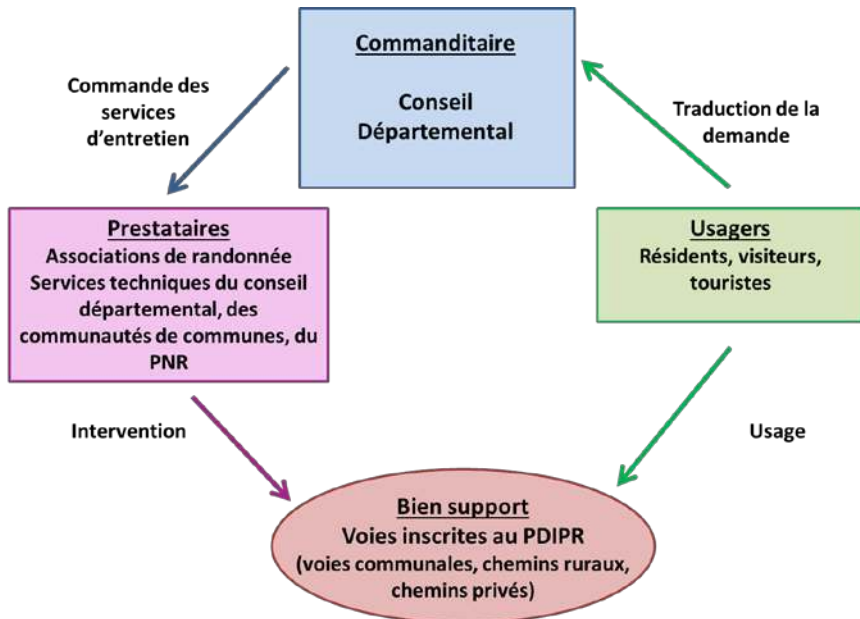 Commanditaire
Conseil
Départemental
Commande des
services
d'entretien
Traduction de la
demande
Prestataires
Associations de randonnée
Services techniques du conseil
départemental, des
communautés de communes, du
PNR
Usagers
Résidents, visiteurs,
touristes
Intervention
Usage
Bien support
Voies inscrites au PDIPR
(voies communales, chemins ruraux,
chemins privés)